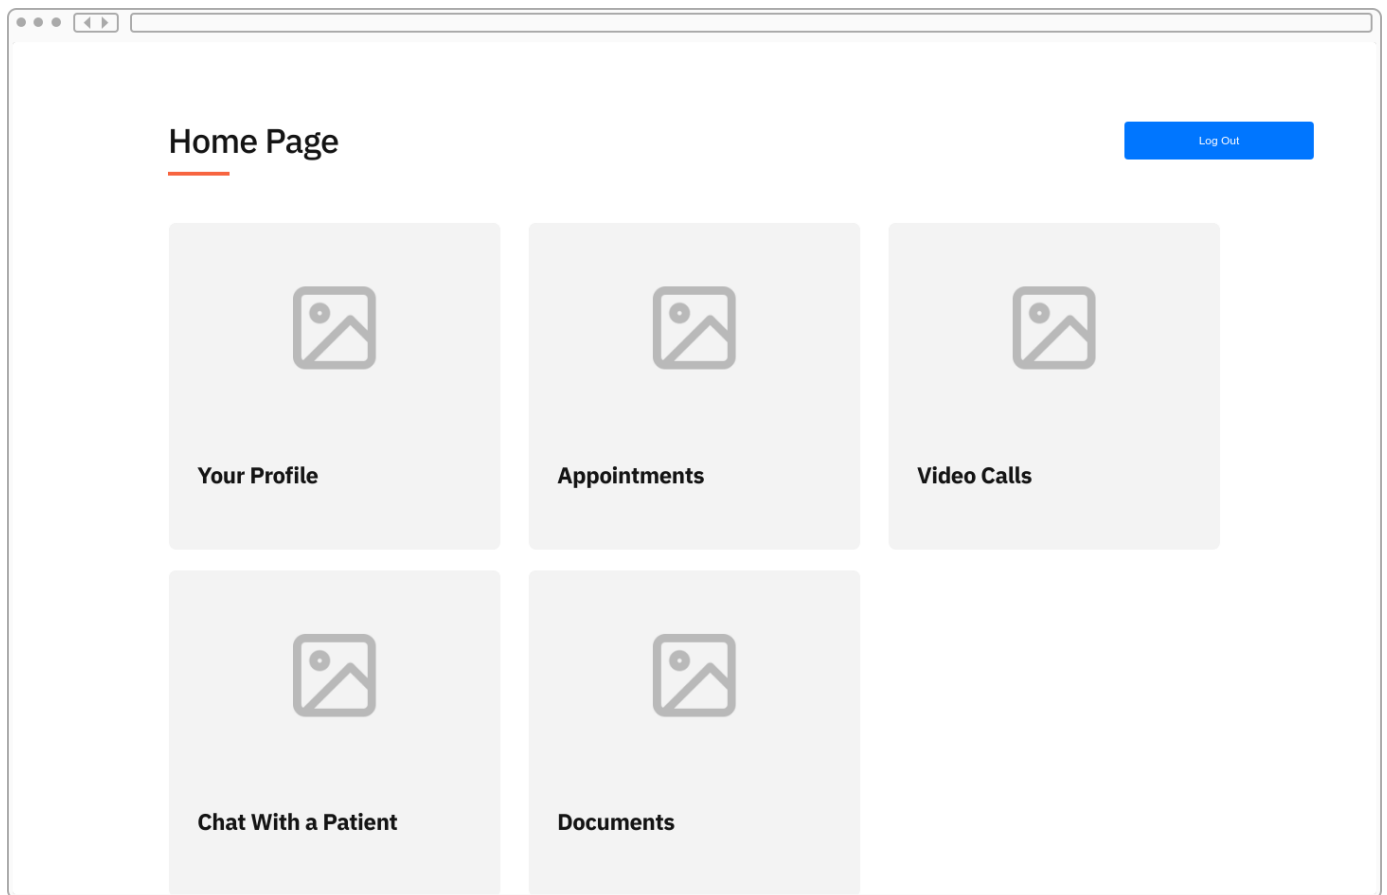 Home Page
Log Out
Your Profile
Appointments
Video Calls
Chat With a Patient
Documents